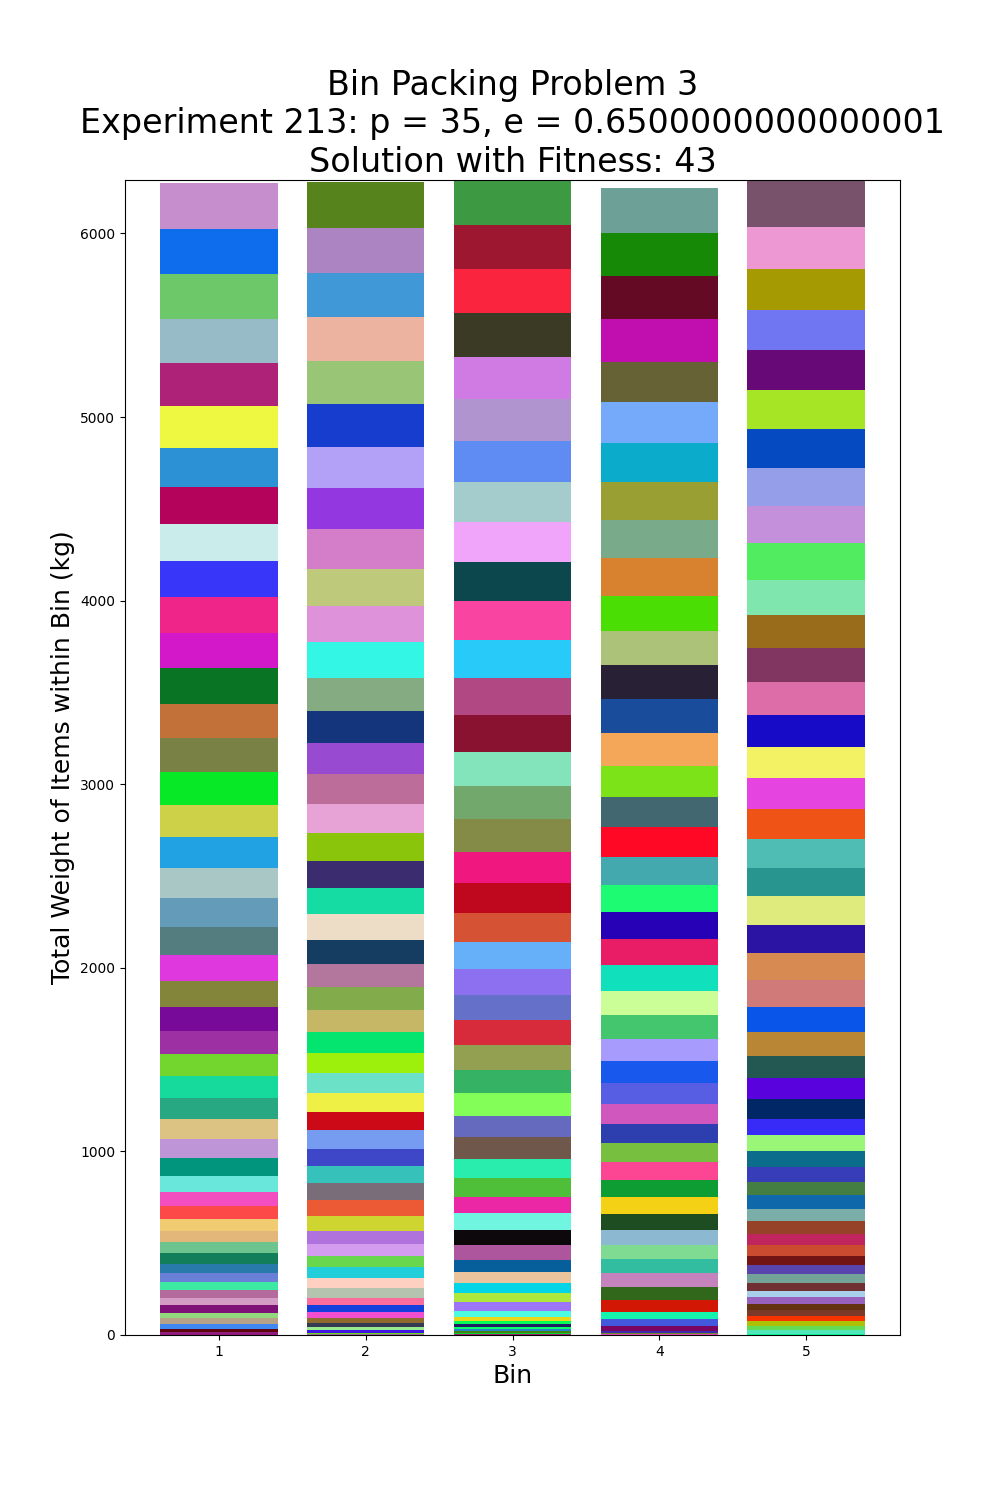 Bin Packing Problem 3
Experiment 213: p = 35, e = 0.6500000000000001
Solution with Fitness: 43
Total Weight of Items within Bin (kg)
6000
5000
4000
3000
2000
1000
0
1 2 3 4 5
Bin